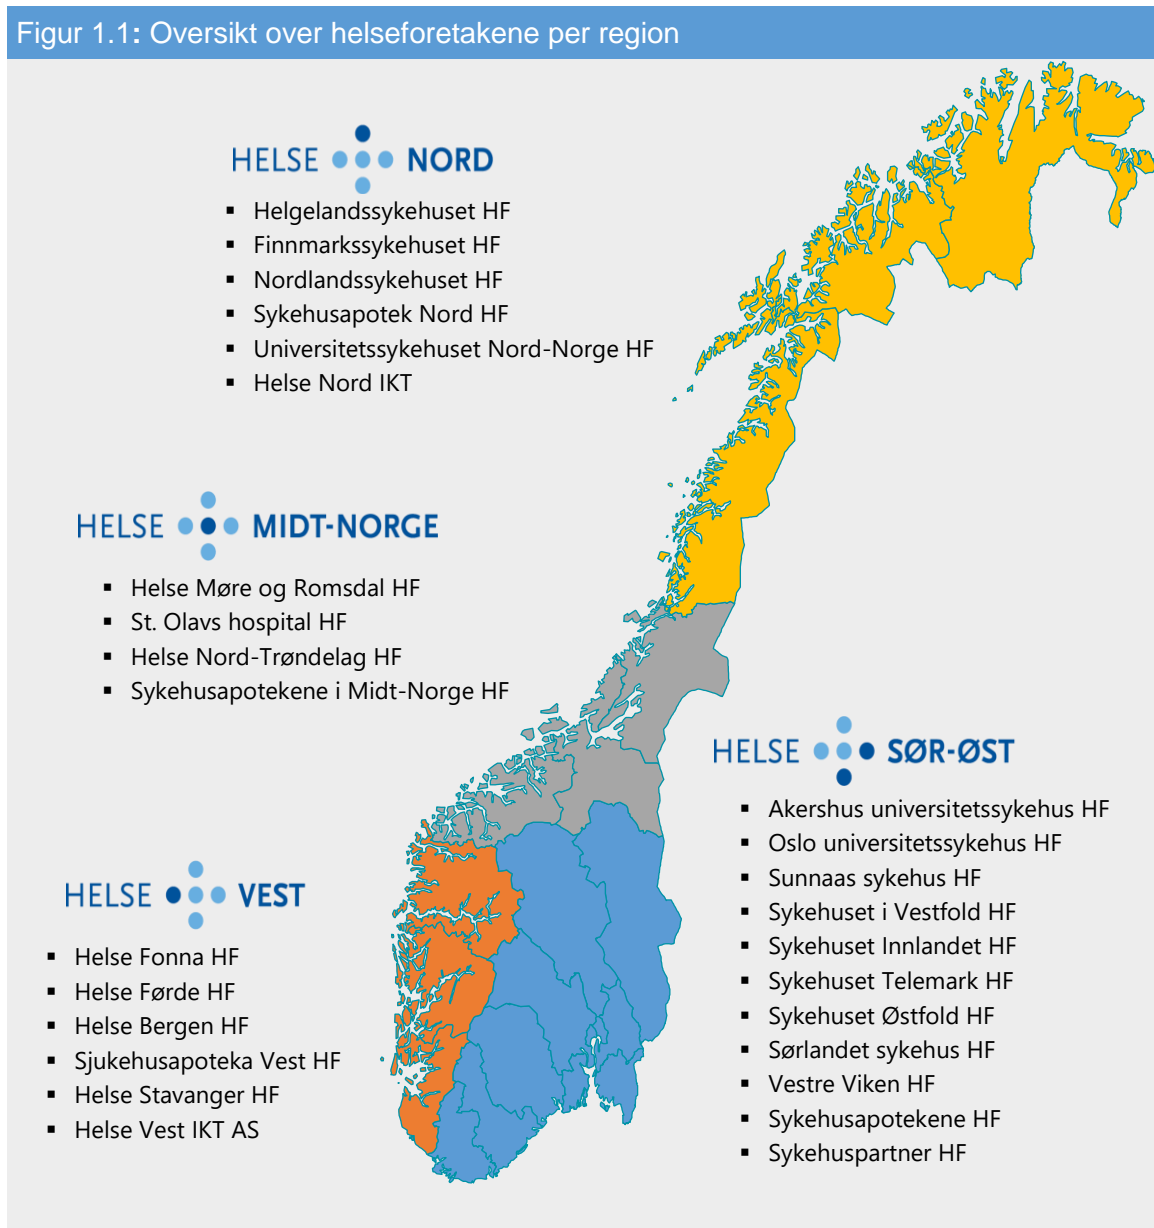 Figur 1.1: Oversikt over helseforetakene per region
HELSE NORD
▪ Helgelandssykehuset HF
▪ Finnmarkssykehuset HF
▪ Nordlandssykehuset HF
▪ Sykehusapotek Nord HF
▪ Universitetssykehuset Nord-Norge HF
▪ Helse Nord IKT
HELSE MIDT-NORGE
▪ Helse Møre og Romsdal HF
▪ St. Olavs hospital HF
▪ Helse Nord-Trøndelag HF
▪ Sykehusapotekene i Midt-Norge HF
HELSE SØR-ØST
▪ Akershus universitetssykehus HF
▪ Oslo universitetssykehus HF
▪ Sunnaas sykehus HF
▪ Sykehuset i Vestfold HF
▪ Sykehuset Innlandet HF
▪ Sykehuset Telemark HF
▪ Sykehuset Østfold HF
▪ Sørlandet sykehus HF
▪ Vestre Viken HF
▪ Sykehusapotekene HF
▪ Sykehuspartner HF
HELSE VEST
▪ Helse Fonna HF
▪ Helse Førde HF
▪ Helse Bergen HF
▪ Sjukehusapoteka Vest HF
▪ Helse Stavanger HF
▪ Helse Vest IKT AS